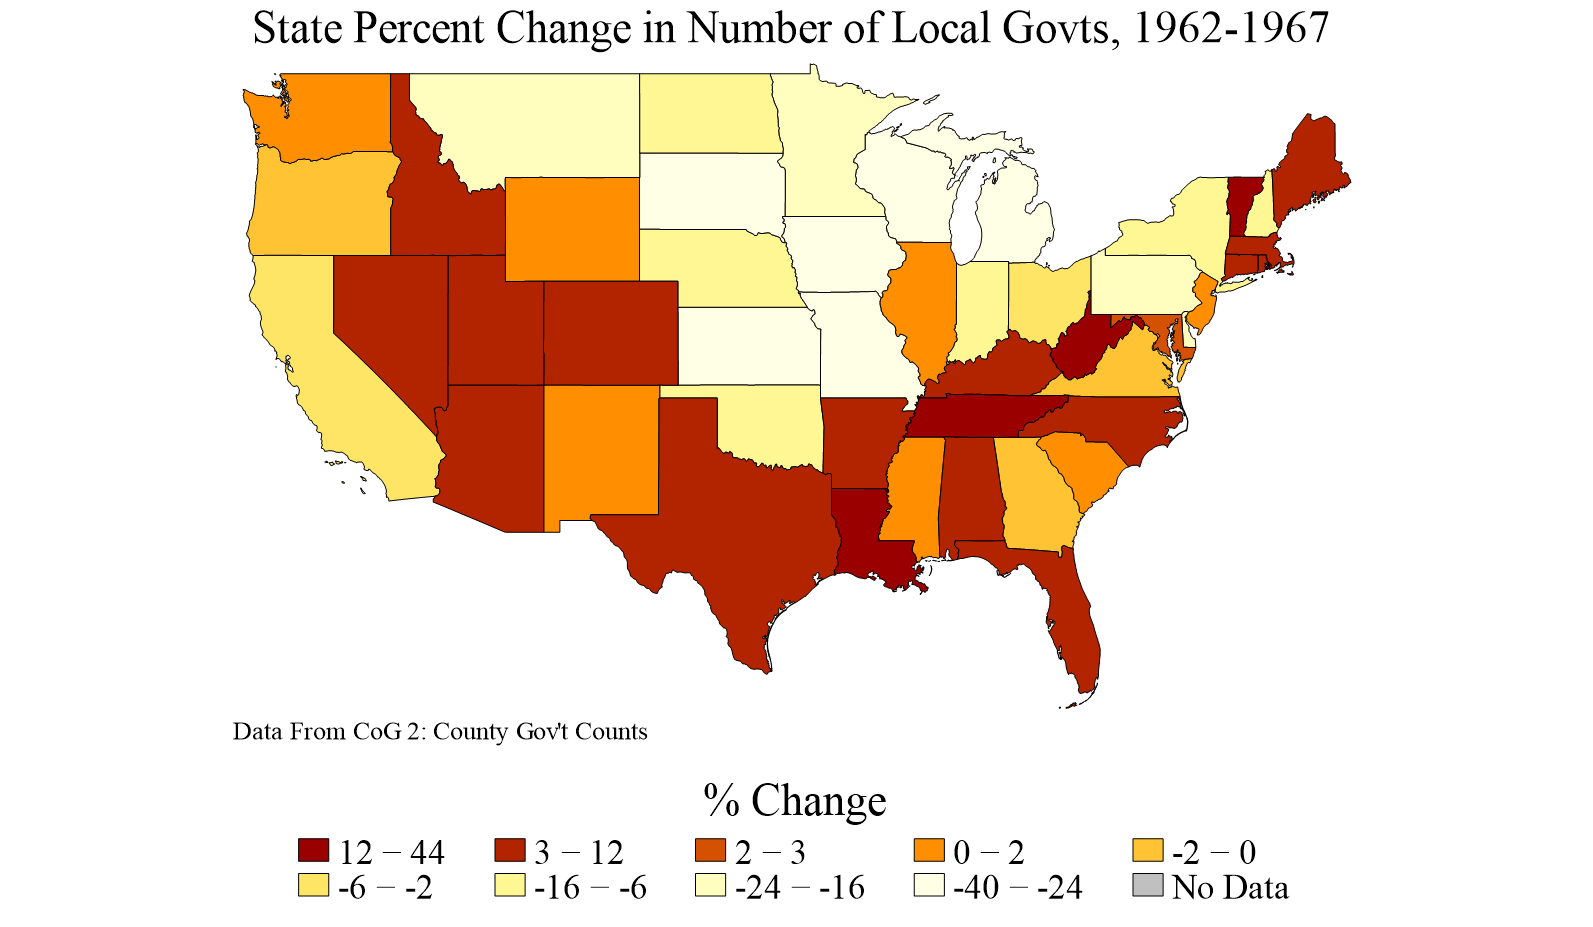 State Percent Change in Number of Local Govts, 1962-1967
Data From CoG 2: County Gov't Counts
% Change
12 − 44 3 − 12 2 − 3 0 − 2 -2 − 0
-6 − -2 -16 − -6 -24 − -16 -40 − -24 No Data